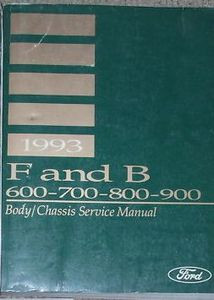 1993
F and B
600-700-800-900
Body/Chassis Service Manual
Ford